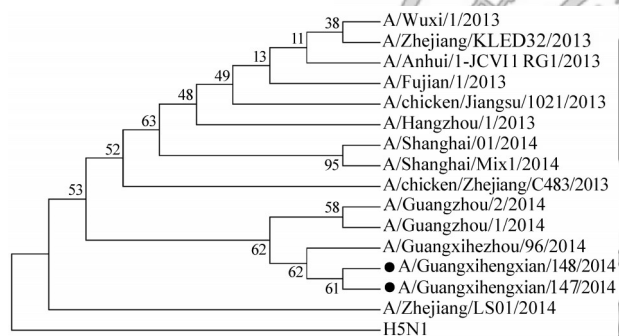 38 A/Wuxi/1/2013
11 A/Zhejiang/KLED32/2013
13 A/Anhui/1-JCVI1 RG1/2013
49 A/Fujian/1/2013
48 A/chicken/Jiangsu/1021/2013
63 A/Hangzhou/1/2013
A/Shanghai/01/2014
52 95 A/Shanghai/Mix1/2014
A/chicken/Zhejiang/C483/2013
53 58 A/Guangzhou/2/2014
A/Guangzhou/1/2014
62 A/Guangxihezhou/96/2014
62 A/Guangxihengxian/148/2014
61 A/Guangxihengxian/147/2014
A/Zhejiang/LS01/2014
H5N1